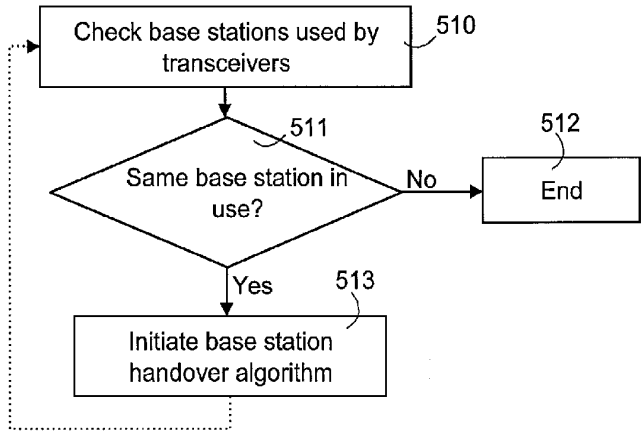 Check base stations used by
transceivers
510
511
Same base station in
use?
No
512
End
Yes
513
Initiate base station
handover algorithm